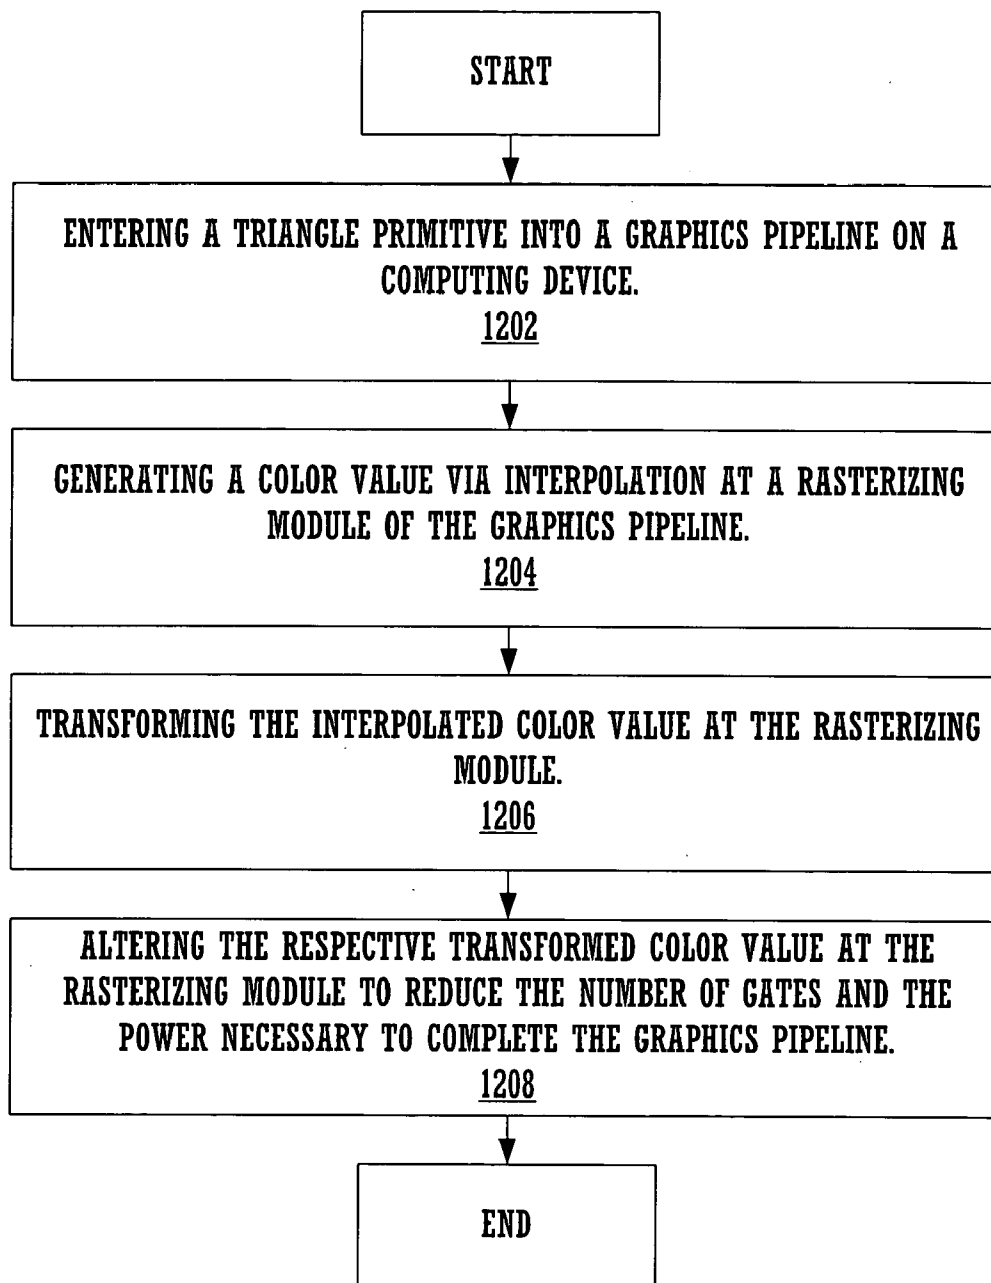 START
ENTERING A TRIANGLE PRIMITIVE INTO A GRAPHICS PIPELINE ON A
COMPUTING DEVICE.
1202
GENERATING A COLOR VALUE VIA INTERPOLATION AT A RASTERIZING
MODULE OF THE GRAPHICS PIPELINE.
1204
TRANSFORMING THE INTERPOLATED COLOR VALUE AT THE RASTERIZING
MODULE.
1206
ALTERING THE RESPECTIVE TRANSFORMED COLOR VALUE AT THE
RASTERIZING MODULE TO REDUCE THE NUMBER OF GATES AND THE
POWER NECESSARY TO COMPLETE THE GRAPHICS PIPELINE.
1208
END